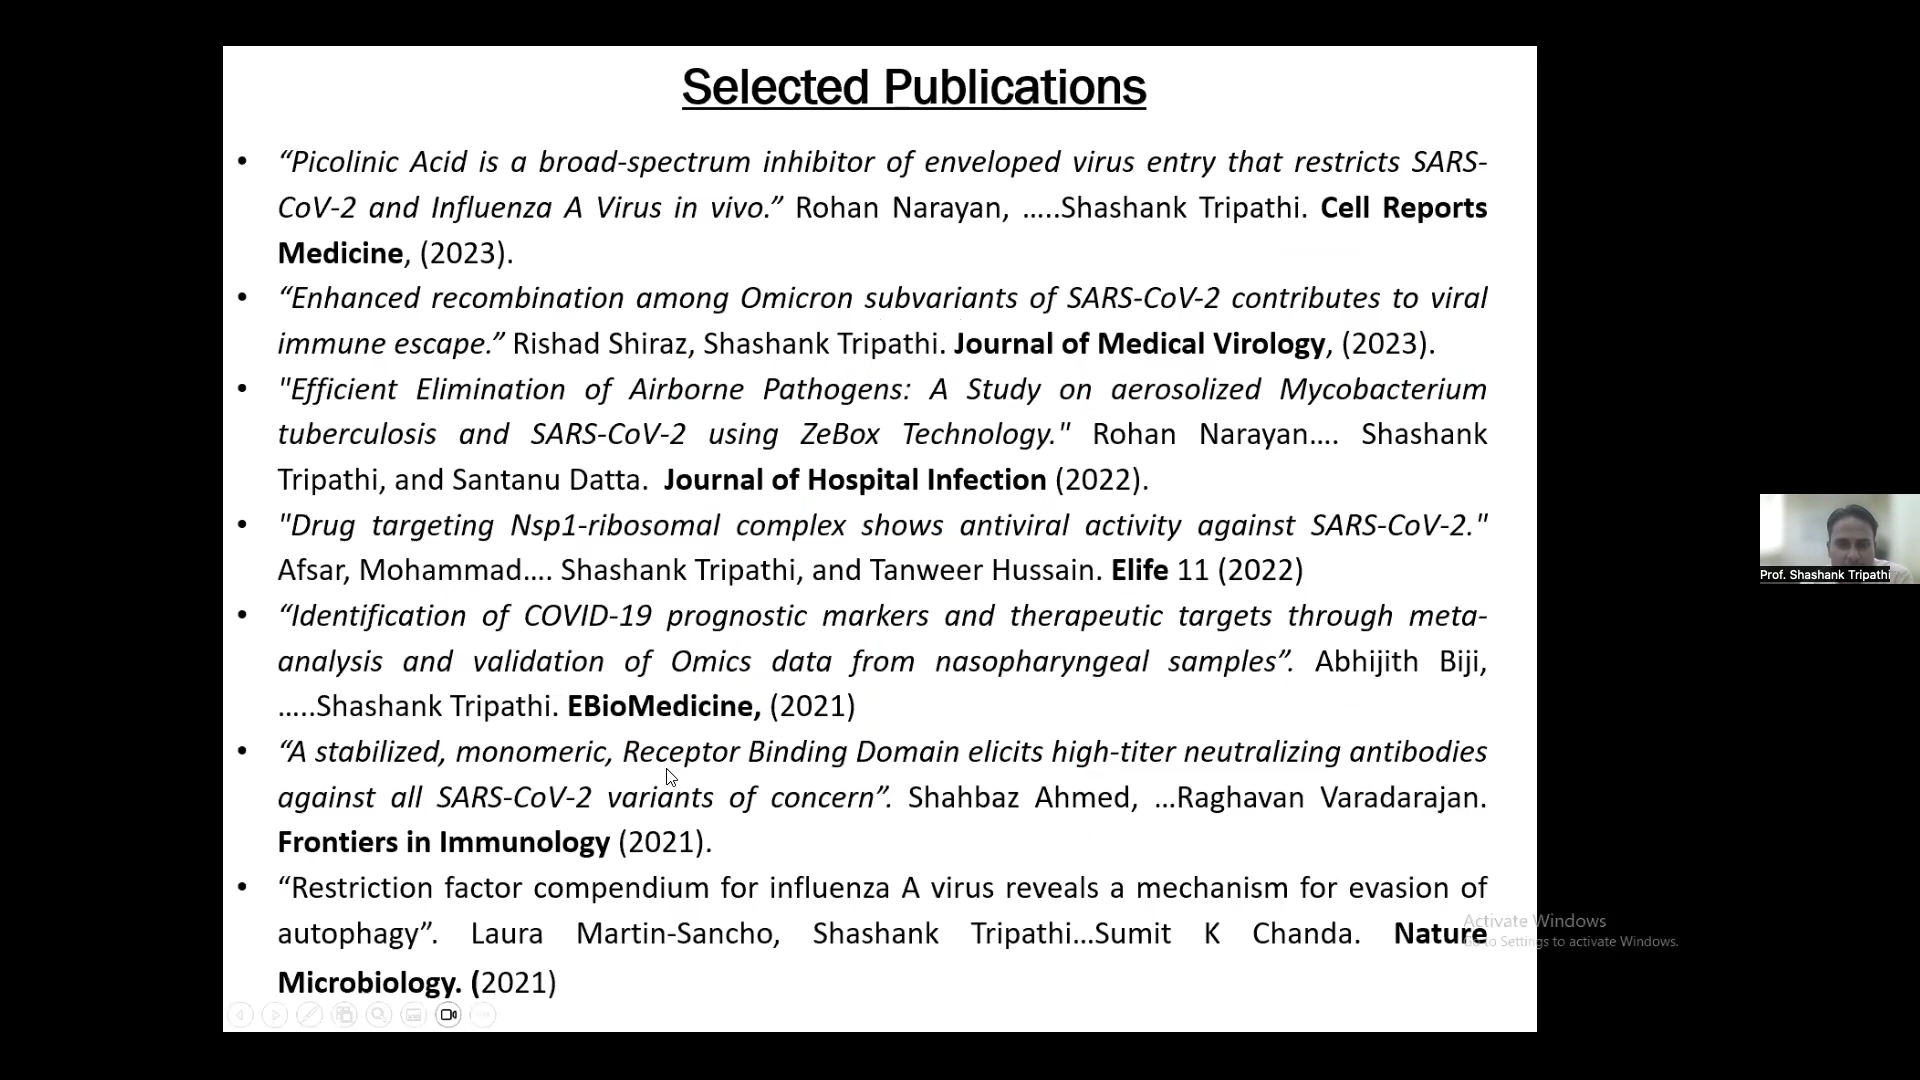 Selected Publications
• “Picolinic Acid is a broad-spectrum inhibitor of enveloped virus entry that restricts SARS-
CoV-2 and Influenza A Virus in vivo.” Rohan Narayan, …..Shashank Tripathi. Cell Reports
Medicine, (2023).
• “Enhanced recombination among Omicron subvariants of SARS-CoV-2 contributes to viral
immune escape.” Rishad Shiraz, Shashank Tripathi. Journal of Medical Virology, (2023).
• "Efficient Elimination of Airborne Pathogens: A Study on aerosolized Mycobacterium
tuberculosis and SARS-CoV-2 using ZeBox Technology." Rohan Narayan…. Shashank
Tripathi, and Santanu Datta. Journal of Hospital Infection (2022).
• "Drug targeting Nsp1-ribosomal complex shows antiviral activity against SARS-CoV-2."
Afsar, Mohammad…. Shashank Tripathi, and Tanweer Hussain. Elife 11 (2022)
• “Identification of COVID-19 prognostic markers and therapeutic targets through meta-
analysis and validation of Omics data from nasopharyngeal samples”. Abhijith Biji,
…..Shashank Tripathi. EBioMedicine, (2021)
• “A stabilized, monomeric, Receptor Binding Domain elicits high-titer neutralizing antibodies
against all SARS-CoV-2 variants of concern”. Shahbaz Ahmed, …Raghavan Varadarajan.
Frontiers in Immunology (2021).
• “Restriction factor compendium for influenza A virus reveals a mechanism for evasion of
autophagy”. Laura Martin-Sancho, Shashank Tripathi…Sumit K Chanda. Nature
Microbiology. (2021)
Prof. Shashank Tripathi
Activate Windows
Go to Settings to activate Windows.